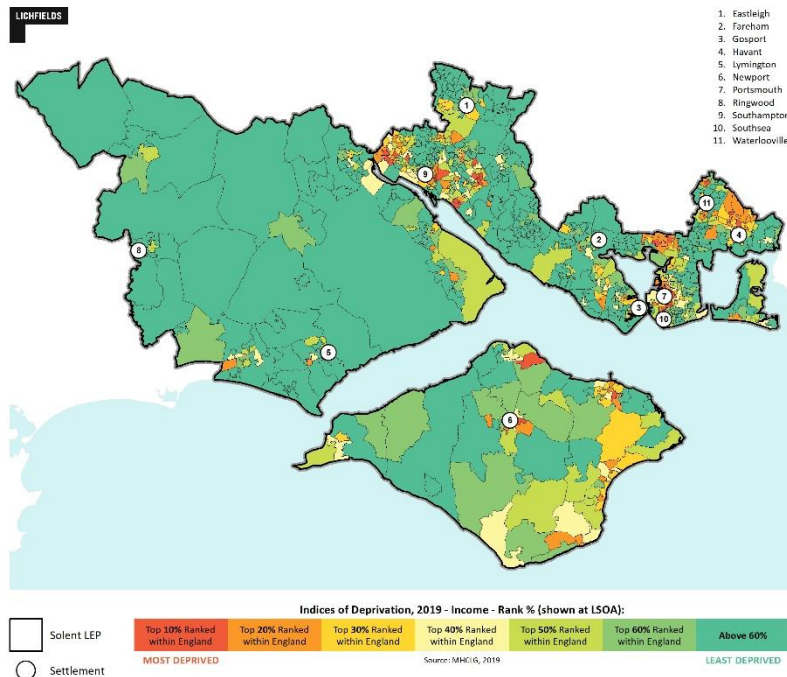 LICHFIELDS
1. Eastleigh
2. Fareham
3. Gosport
4. Havant
5. Lymington
6. Newport
7. Portsmouth
8. Ringwood
9. Southampton
10. Southsea
11. Waterlooville
1
9
11
2
4
8
7
3
10
5
6
Indices of Deprivation, 2019 - Income - Rank % (shown at LSOA):
Solent LEP
Settlement
Top 10% Ranked
within England
Top 20% Ranked
within England
Top 30% Ranked
within England
Top 40% Ranked
within England
Top 50% Ranked
within England
Top 60% Ranked
within England
Above 60%
MOST DEPRIVED
Source: MHCLG, 2019
LEAST DEPRIVED